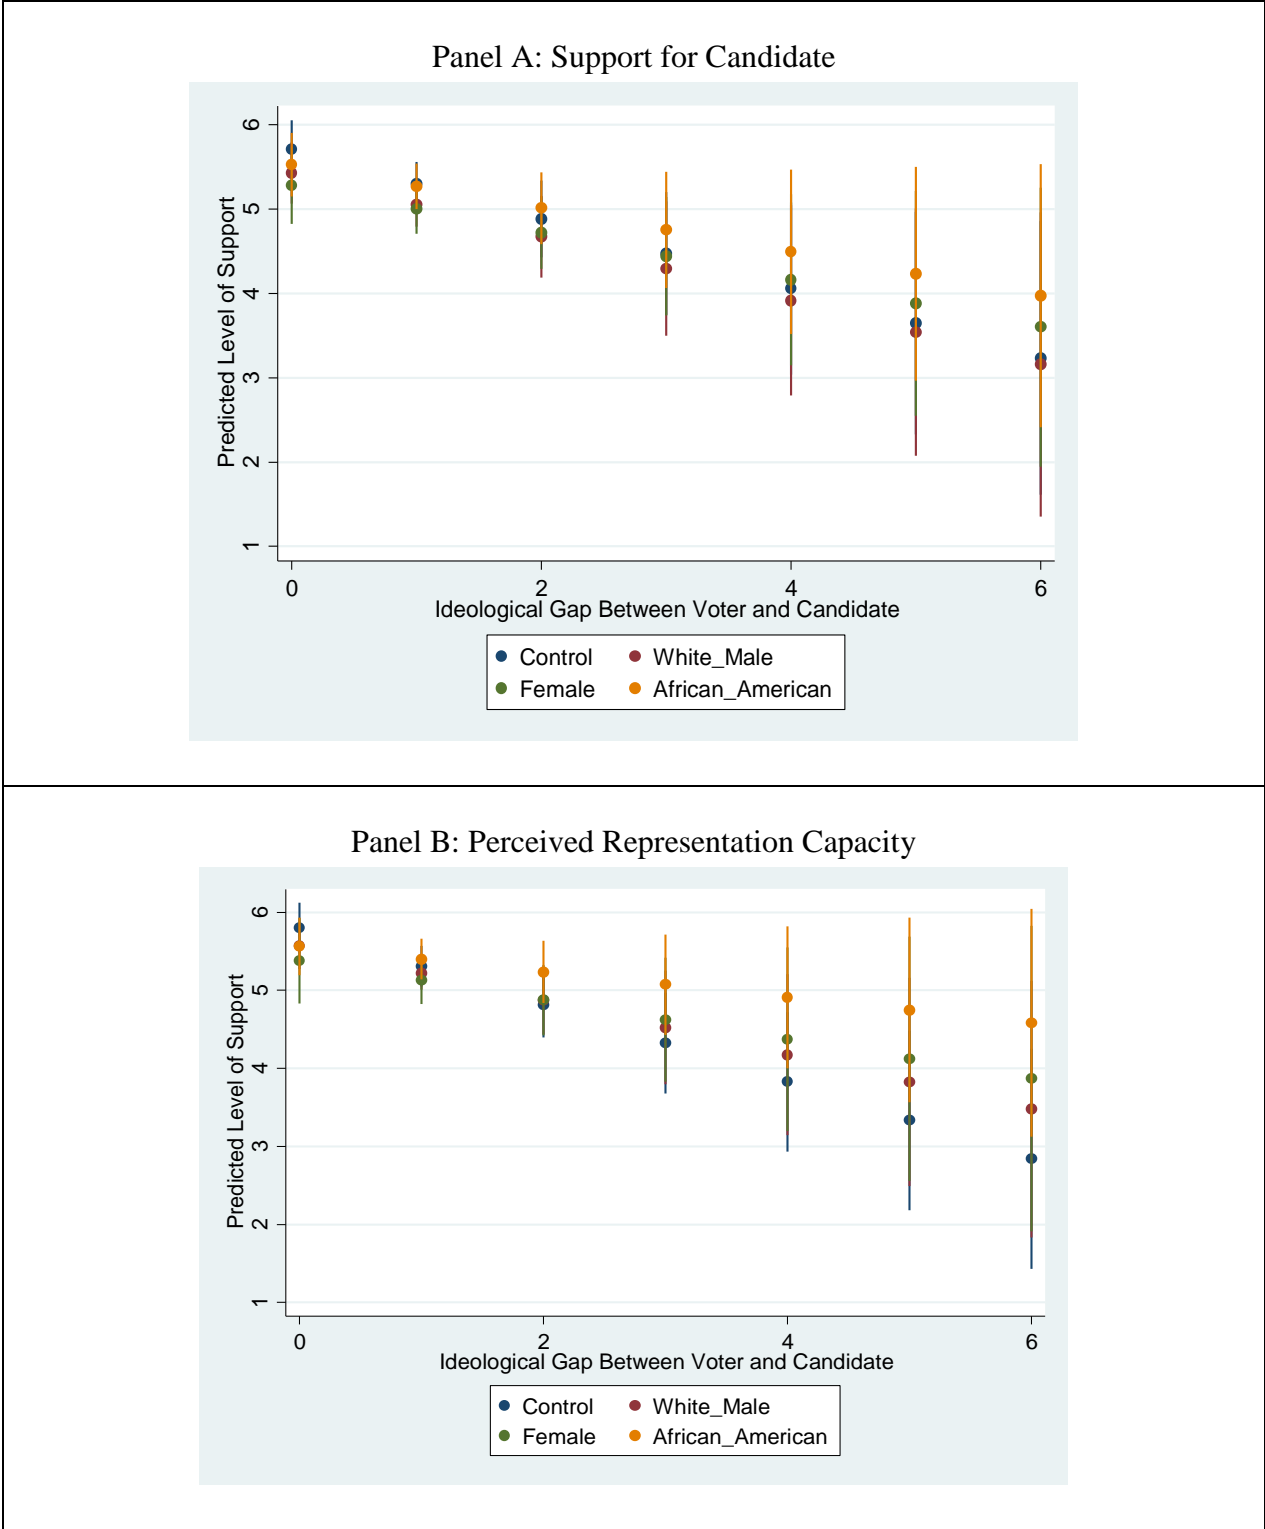 Panel A: Support for Candidate
6
5
4
3
2
1
Predicted Level of Support
0 2 4 6
Ideological Gap Between Voter and Candidate
Control White_Male
Female African_American
Panel B: Perceived Representation Capacity
6
5
4
3
2
1
Predicted Level of Support
0 2 4 6
Ideological Gap Between Voter and Candidate
Control White_Male
Female African_American